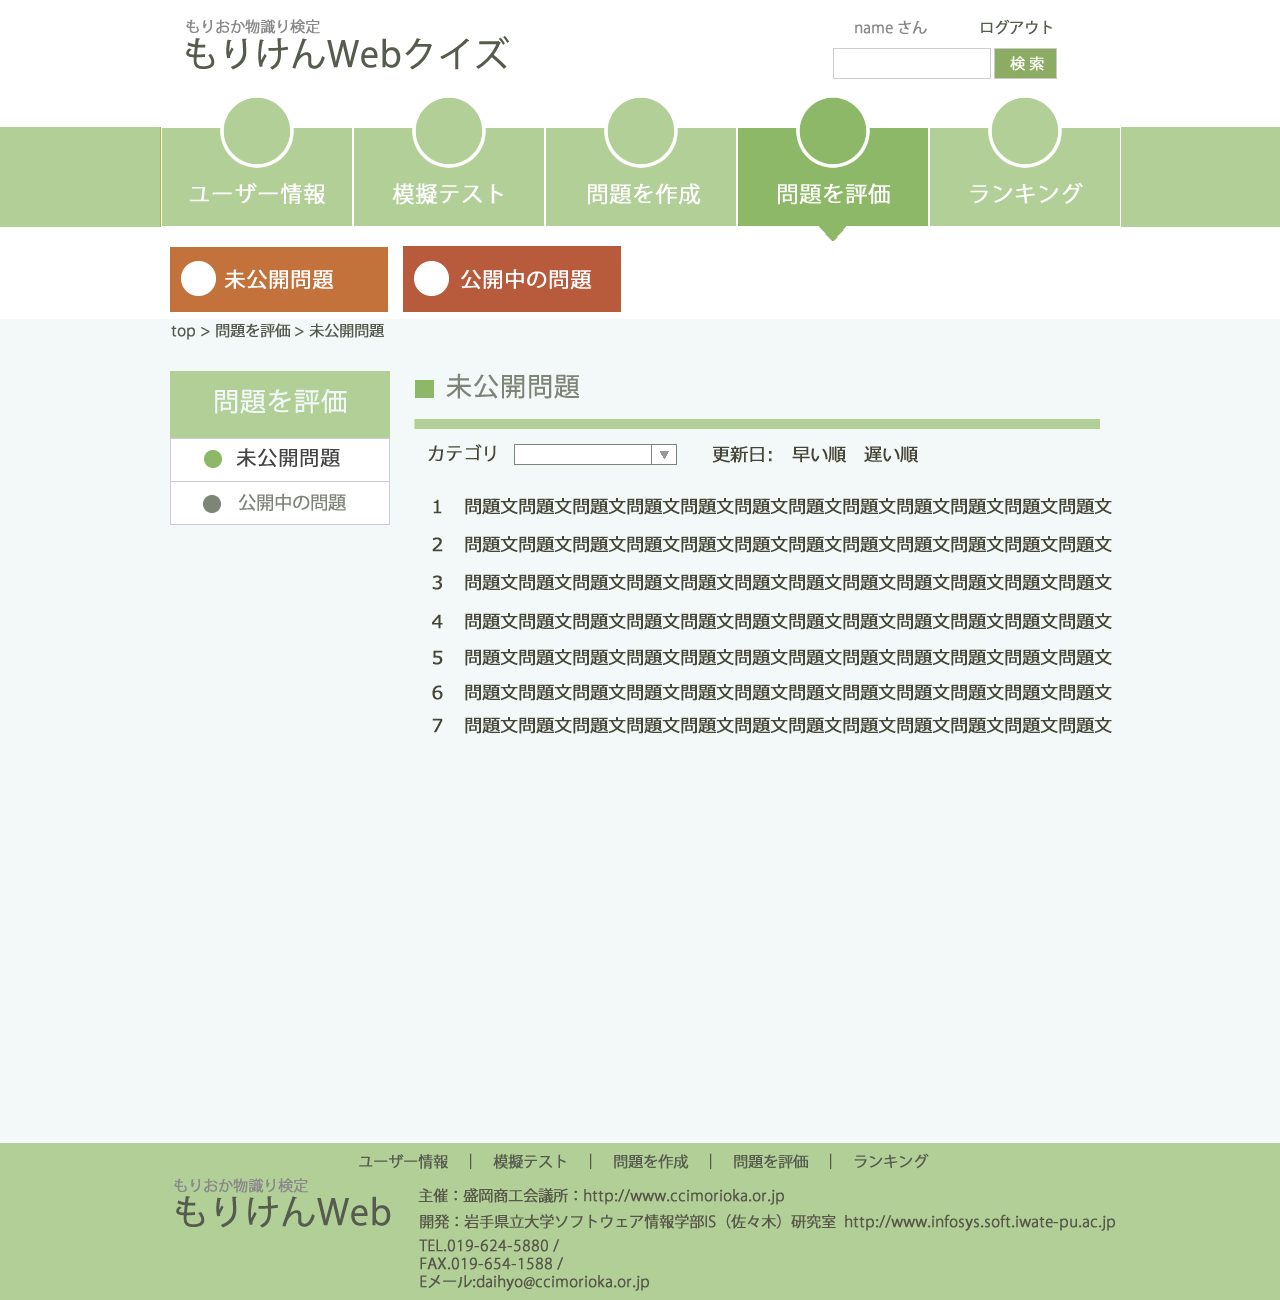 もりおか物識り検定
もりけんWebクイズ
name さん
ログアウト
検 索
ユーザー情報
模擬テスト
問題を作成
問題を評価
ランキング
未公開問題
公開中の問題
top > 問題を評価 > 未公開問題
問題を評価
未公開問題
公開中の問題
未公開問題
カテゴリ
更新日: 早い順 遅い順
1 問題文問題文問題文問題文問題文問題文問題文問題文問題文問題文問題文問題文
2 問題文問題文問題文問題文問題文問題文問題文問題文問題文問題文問題文問題文
3 問題文問題文問題文問題文問題文問題文問題文問題文問題文問題文問題文問題文
4 問題文問題文問題文問題文問題文問題文問題文問題文問題文問題文問題文問題文
5 問題文問題文問題文問題文問題文問題文問題文問題文問題文問題文問題文問題文
6 問題文問題文問題文問題文問題文問題文問題文問題文問題文問題文問題文問題文
7 問題文問題文問題文問題文問題文問題文問題文問題文問題文問題文問題文問題文
ユーザー情報 | 模擬テスト | 問題を作成 | 問題を評価 | ランキング
もりおか物識り検定
もりけんWeb
主催：盛岡商工会議所：http://www.ccimorioka.or.jp
開発：岩手県立大学ソフトウェア情報学部IS（佐々木）研究室 http://www.infosys.soft.iwate-pu.ac.jp
TEL.019-624-5880 /
FAX.019-654-1588 /
Eメール:daihyo@ccimorioka.or.jp